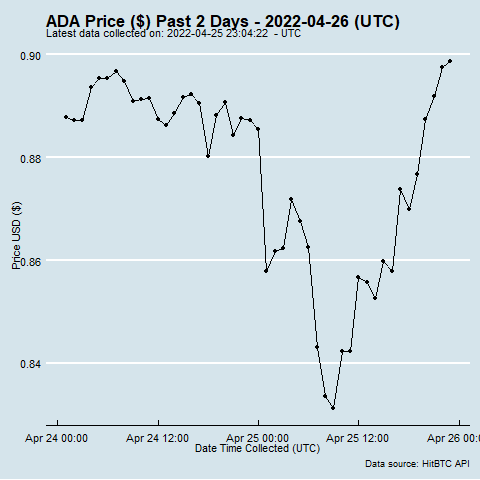 ADA Price ($) Past 2 Days - 2022-04-26 (UTC)
Latest data collected on: 2022-04-25 23:04:22 - UTC
0.90
0.88
0.86
0.84
Price USD ($)
Apr 24 00:00 Apr 24 12:00 Apr 25 00:00 Apr 25 12:00 Apr 26 00:0
Date Time Collected (UTC)
Data source: HitBTC API